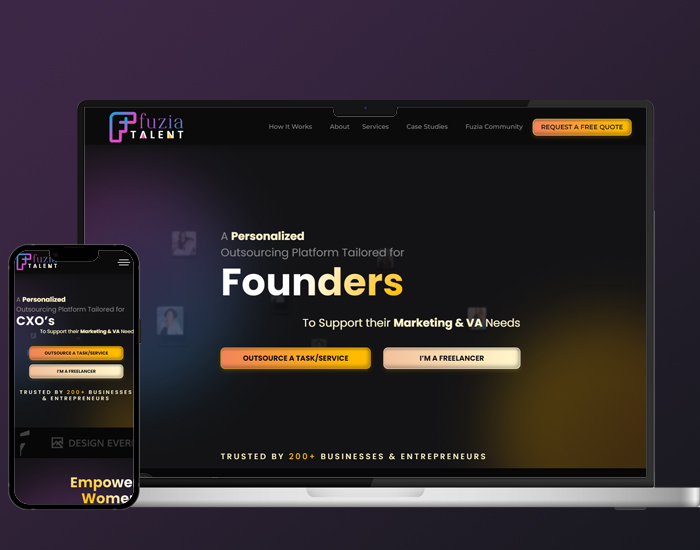 fuzia
TALENT
How It Works
About
Services
Case Studies
Fuzia Community
REQUEST A FREE QUOTE
A Personalized
Outsourcing Platform Tailored for
Founders
To Support their Marketing & VA Needs
OUTSOURCE A TASK/SERVICE
I'M A FREELANCER
TRUSTED BY 200+ BUSINESSES & ENTREPRENEURS
fuzia
TALENT
A Personalized
Outsourcing Platform Tailored for
CXO's
To Support their Marketing & VA Need
OUTSOURCE A TASK/SERVICE
I'M A FREELANCER
TRUSTED BY 200+ BUSINESSES
& ENTREPRENEURS
DESIGN EVER
Empowe
Wome